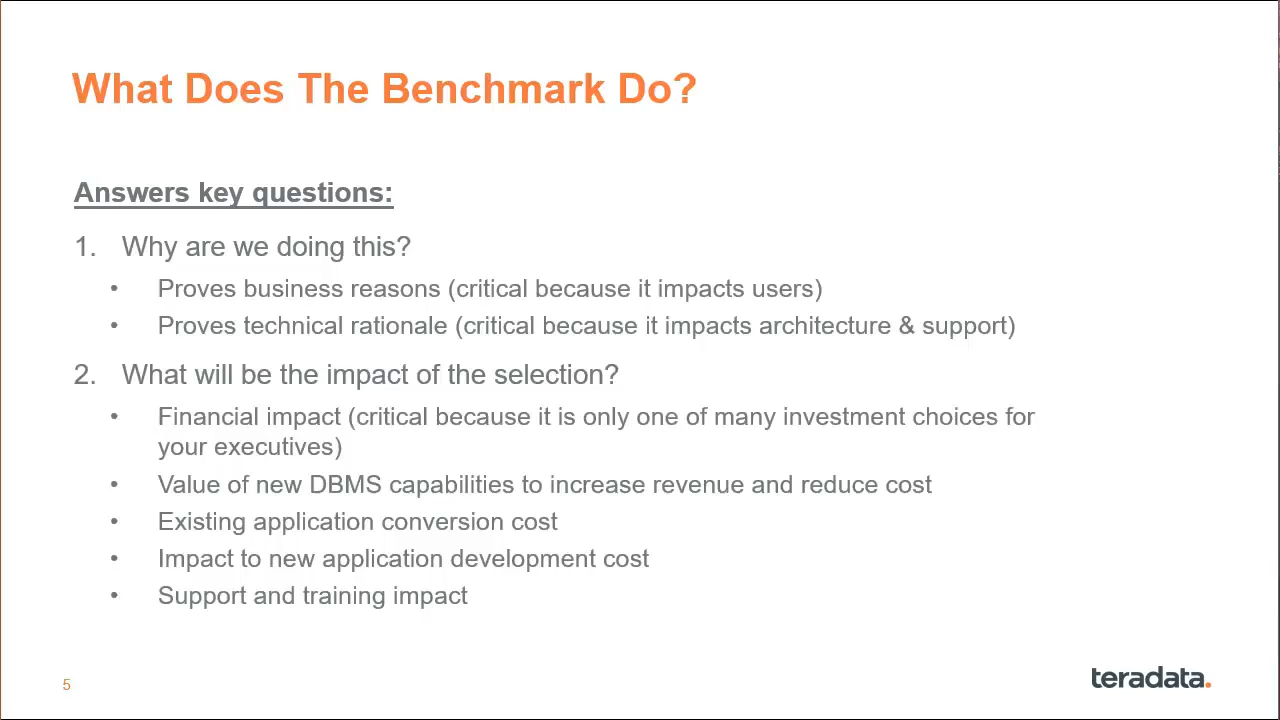 What Does The Benchmark Do?
Answers key questions:
1. Why are we doing this?
• Proves business reasons (critical because it impacts users)
• Proves technical rationale (critical because it impacts architecture & support)
2. What will be the impact of the selection?
• Financial impact (critical because it is only one of many investment choices for
your executives)
• Value of new DBMS capabilities to increase revenue and reduce cost
• Existing application conversion cost
• Impact to new application development cost
• Support and training impact
5
teradata.